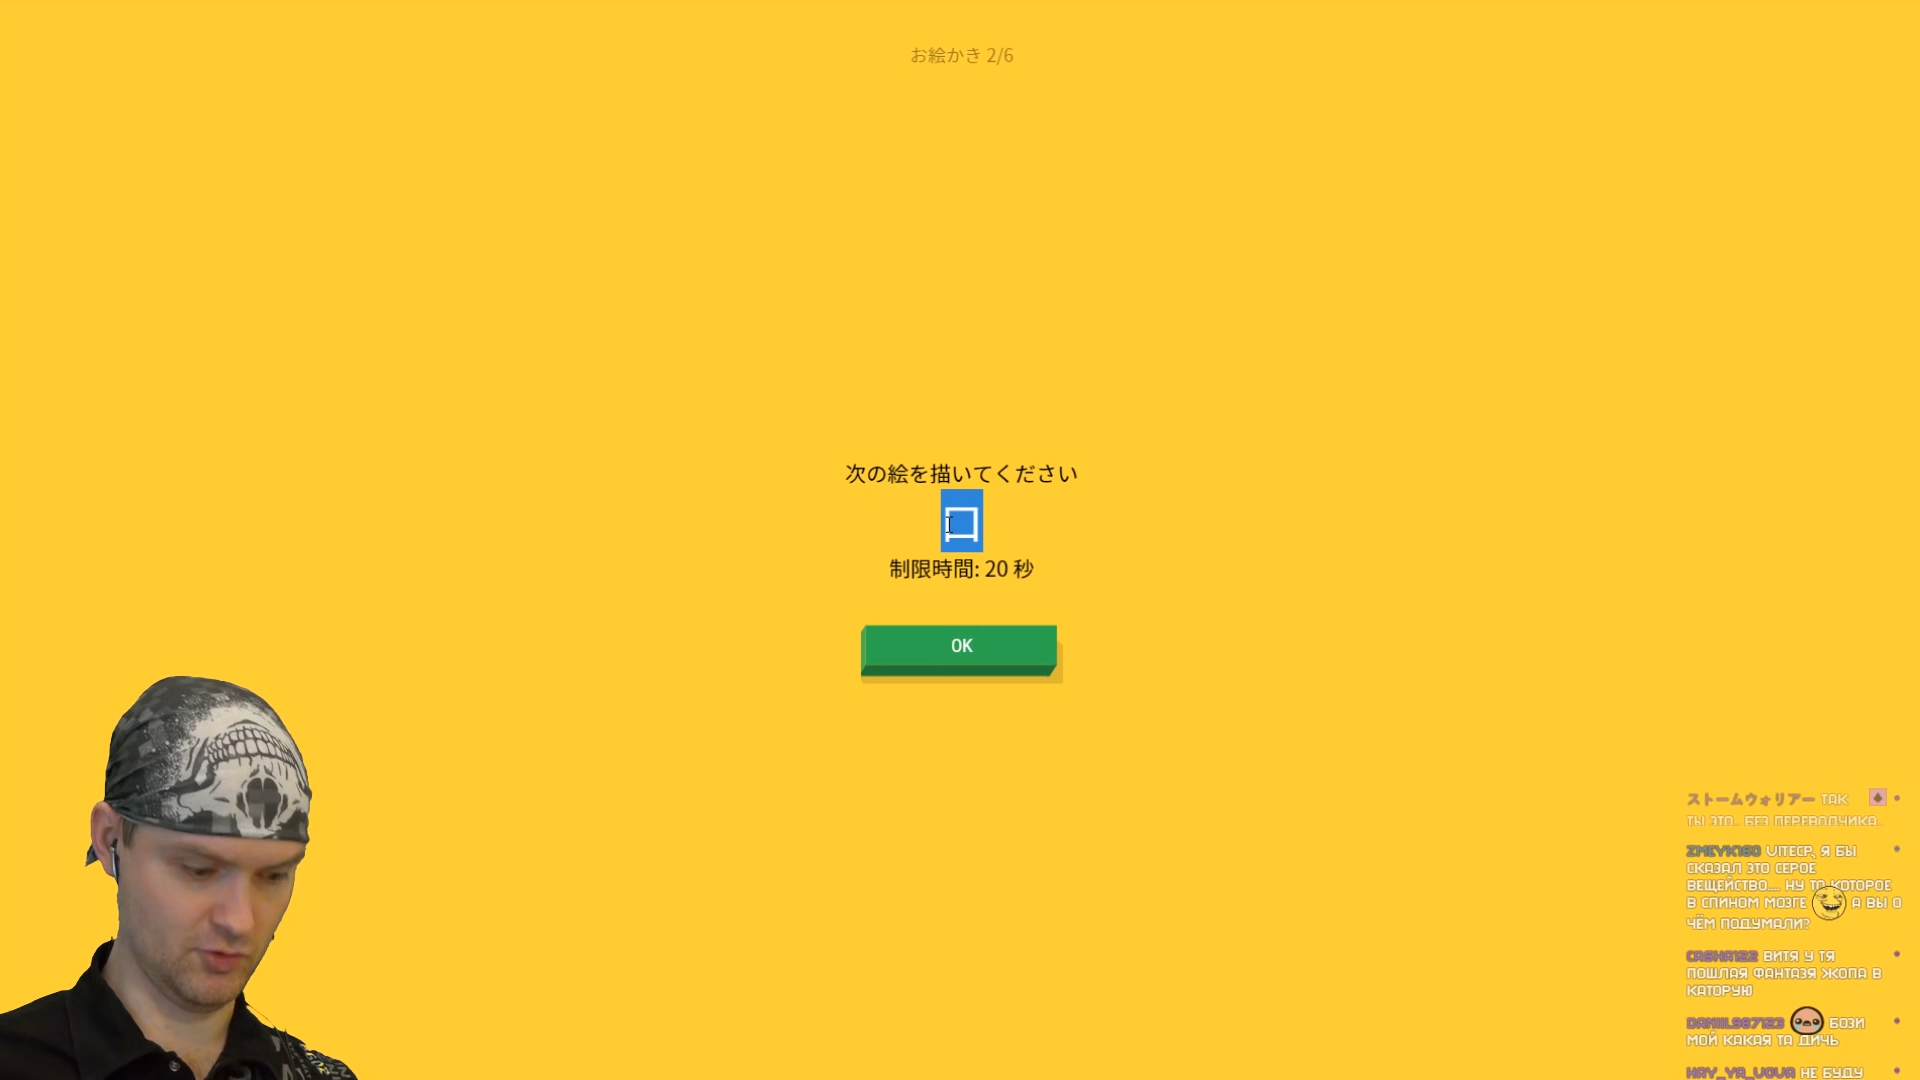 お絵かき 2/6
次の絵を描いてください
口
制限時間: 20 秒
OK
ストームウォリアー ТАК
ТЫ ЭТО.. БЕЗ ПЕРЕВОДЧИКА..
ZMEYK160 VITECP, Я БЫ
СКАЗАЛ ЭТО СЕРОЕ
ВЕЩЕЙСТВО.... НУ ТО КОТОРОЕ
В СПИНОМ МОЗГЕ А ВЫ О
ЧЁМ ПОДУМАЛИ?
CASHA122 ВИТЯ У ТЯ
ПОШЛАЯ ФАНТАЗЯ ЖОПА В
КАТОРУЮ
DANIIL987123 БОЗИ
МОЙ КАКАЯ ТА ДИЧЬ
HAY_YA_VOVA НЕ БУДУ